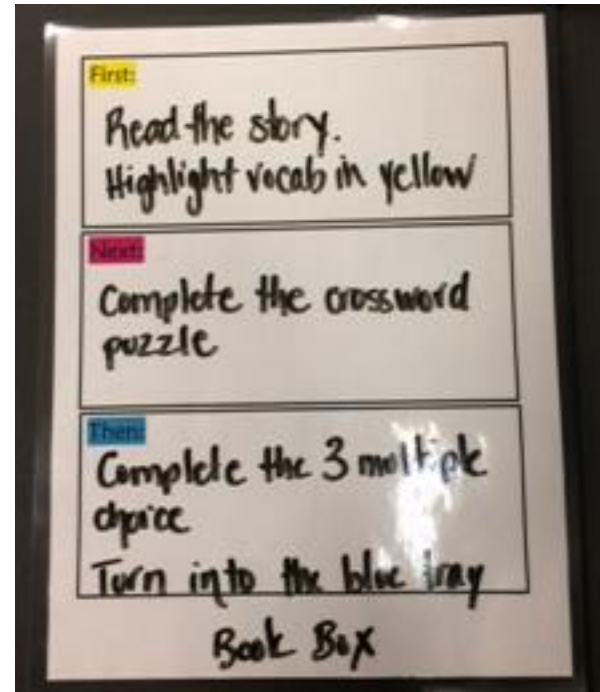 First:
Read the story.
Highlight vocab in yellow
Next:
Complete the crossword
puzzle
Then:
Complete the 3 multiple
choice
Turn into the blue tray
Book Box